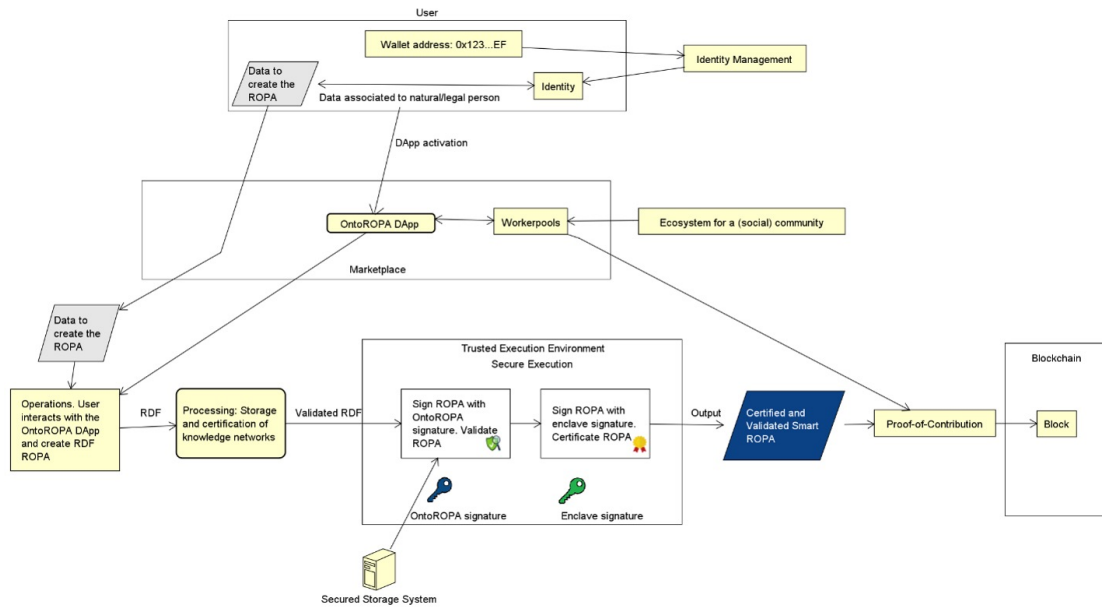 User
Wallet address: 0x123...EF
Identity Management
Data to
create the
ROPA
Identity
Data associated to natural/legal person
DApp activation
OntoROPA DApp
Workerpools
Ecosystem for a (social) community
Marketplace
Data to
create the
ROPA
Trusted Execution Environment
Secure Execution
Blockchain
Operations. User
interacts with the
OntoROPA DApp
and create RDF
ROPA
RDF
Processing: Storage
and certification of
knowledge networks
Validated RDF
Sign ROPA with
OntoROPA
signature. Validate
ROPA
Sign ROPA with
enclave signature.
Certificate ROPA
Output
Certified and
Validated Smart
ROPA
Proof-of-Contribution
Block
OntoROPA signature
Enclave signature
Secured Storage System